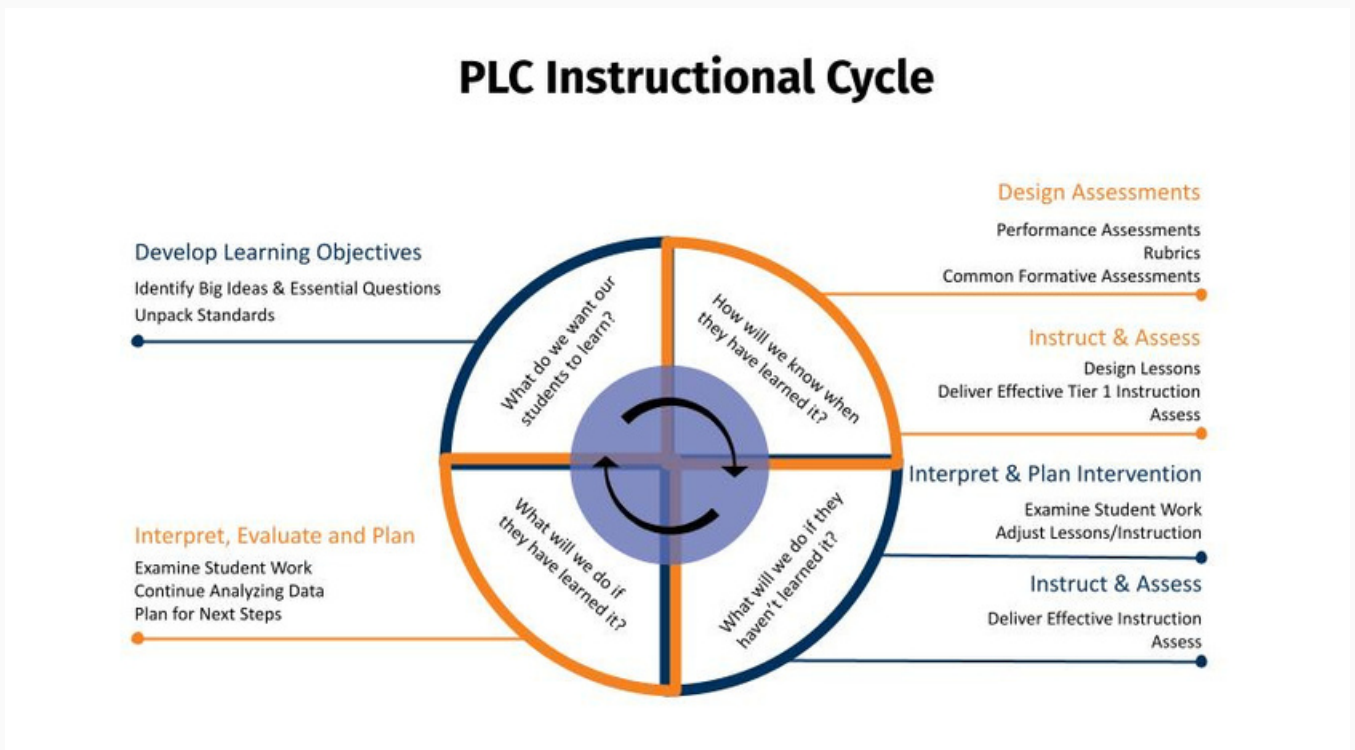 PLC Instructional Cycle
Develop Learning Objectives
Identify Big Ideas & Essential Questions
Unpack Standards
What do we want our
students to learn?
How will we know when
they have learned it?
Design Assessments
Performance Assessments
Rubrics
Common Formative Assessments
Instruct & Assess
Design Lessons
Deliver Effective Tier 1 Instruction
Assess
What will we do if they
haven't learned it?
Interpret & Plan Intervention
Examine Student Work
Adjust Lessons/Instruction
Instruct & Assess
Deliver Effective Instruction
Assess
What will we do if
they have learned it?
Interpret, Evaluate and Plan
Examine Student Work
Continue Analyzing Data
Plan for Next Steps